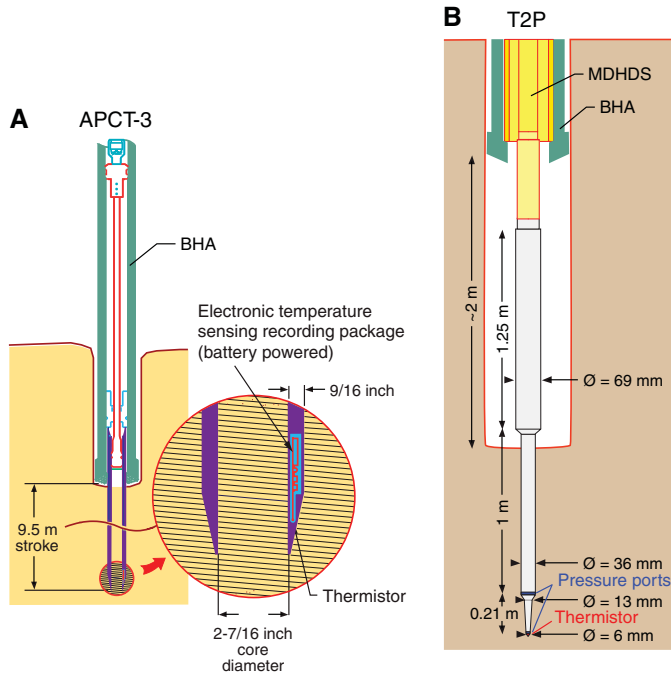 A
APCT-3
BHA
Electronic temperature
sensing recording package
(battery powered)
9/16 inch
9.5 m
stroke
Thermistor
2-7/16 inch
core
diameter
B
T2P
MDHDS
BHA
~2 m
1.25 m
Ø = 69 mm
1 m
Ø = 36 mm
Pressure ports
Ø = 13 mm
0.21 m
Thermistor
Ø = 6 mm